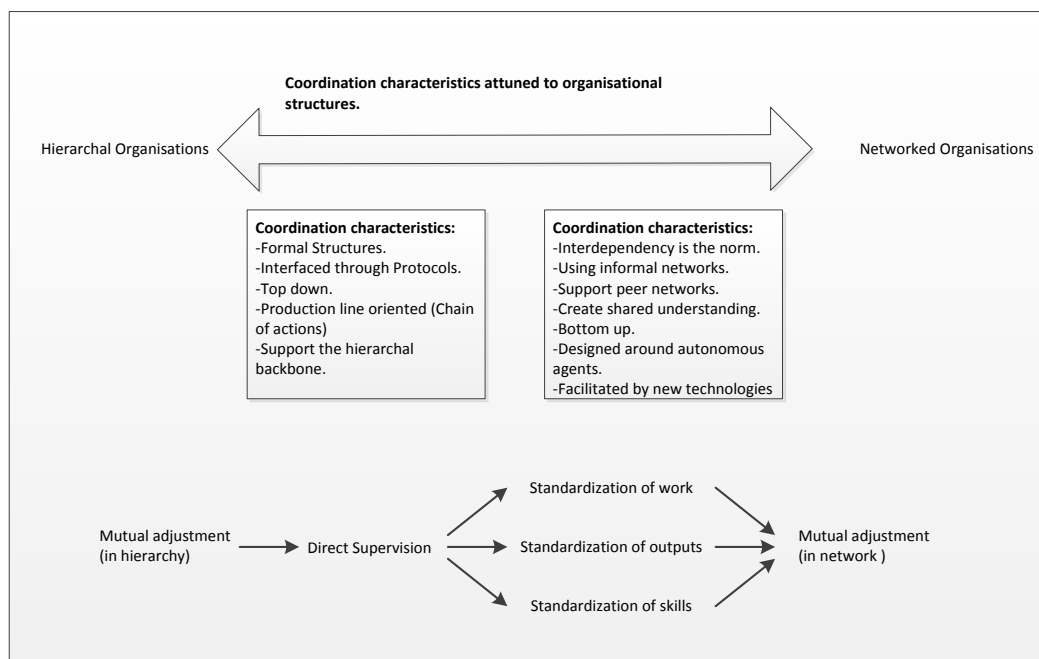 Coordination characteristics attuned to organisational
structures.
Hierarchal Organisations
Networked Organisations
Coordination characteristics:
-Formal Structures.
-Interfaced through Protocols.
-Top down.
-Production line oriented (Chain
of actions)
-Support the hierarchal
backbone.
Coordination characteristics:
-Interdependency is the norm.
-Using informal networks.
-Support peer networks.
-Create shared understanding.
-Bottom up.
-Designed around autonomous
agents.
-Facilitated by new technologies
Mutual adjustment
(in hierarchy)
Direct Supervision
Standardization of work
Standardization of outputs
Standardization of skills
Mutual adjustment
(in network )